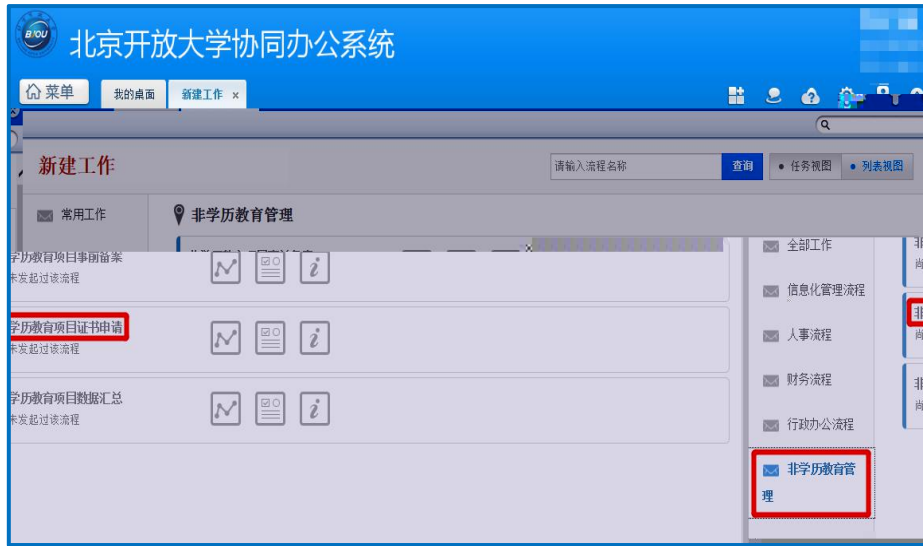 BJOU
北京开放大学协同办公系统
菜单
我的桌面
新建工作 ×
新建工作
请输入流程名称
查询
• 任务视图
• 列表视图
常用工作
非学历教育管理
学历教育项目事前备案
未发起过该流程
学历教育项目证书申请
未发起过该流程
学历教育项目数据汇总
未发起过该流程
全部工作
信息化管理流程
人事流程
财务流程
行政办公流程
非学历教育管
理
非
尚
非
尚
非
尚